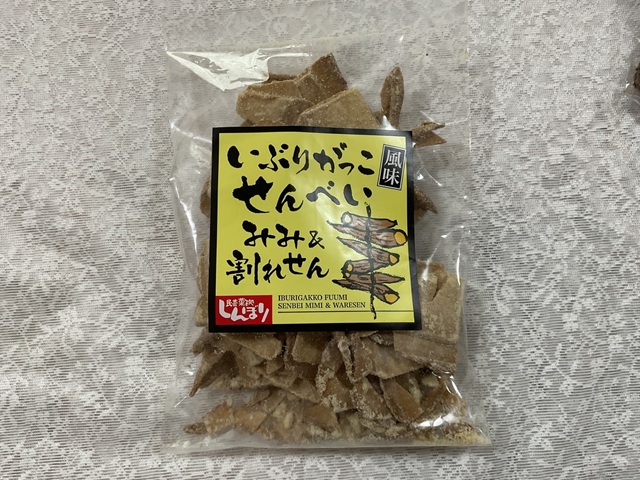 いぶりがっこ
風味
せんべい
みみ&
割れせん
民芸菓子処
しんぼり
IBURIGAKKO FUUMI
SENBEI MIMI & WARESEN